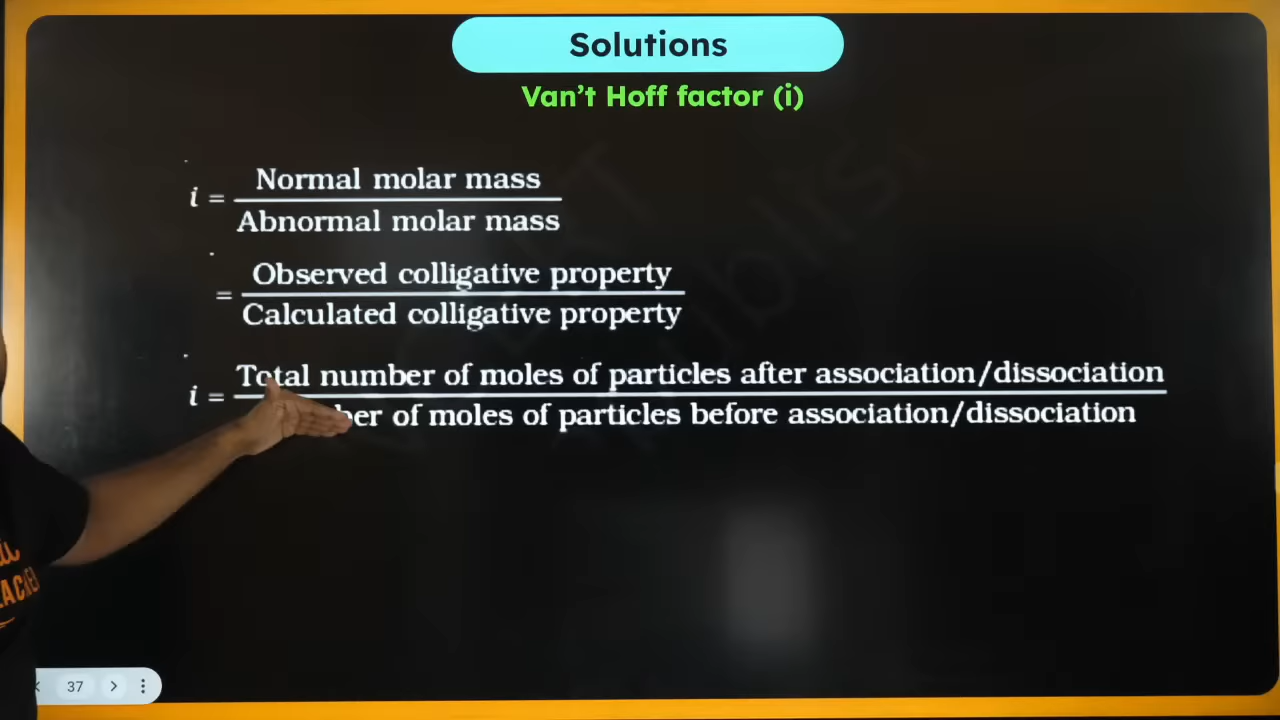 Solutions
Van't Hoff factor (i)
i = Normal molar mass
Abnormal molar mass
= Observed colligative property
Calculated colligative property
i = Total number of moles of particles after association/dissociation
of moles of particles before association/dissociation
37